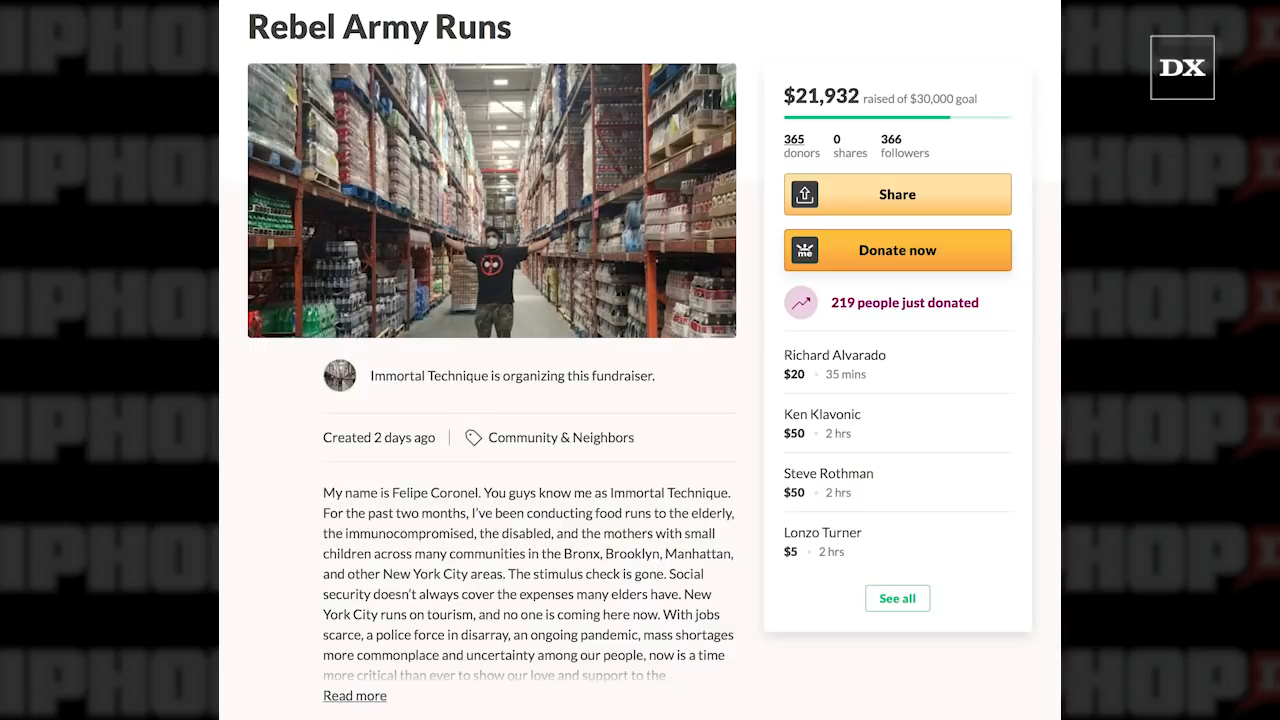 Rebel Army Runs
DX
$21,932 raised of $30,000 goal
365 donors
0 shares
366 followers
Share
me
Donate now
219 people just donated
Richard Alvarado
$20 • 35 mins
Ken Klavonic
$50 • 2 hrs
Steve Rothman
$50 • 2 hrs
Lonzo Turner
$5 • 2 hrs
See all
Immortal Technique is organizing this fundraiser.
Created 2 days ago | Community & Neighbors
My name is Felipe Coronel. You guys know me as Immortal Technique.
For the past two months, I've been conducting food runs to the elderly,
the immunocompromised, the disabled, and the mothers with small
children across many communities in the Bronx, Brooklyn, Manhattan,
and other New York City areas. The stimulus check is gone. Social
security doesn't always cover the expenses many elders have. New
York City runs on tourism, and no one is coming here now. With jobs
scarce, a police force in disarray, an ongoing pandemic, mass shortages
more commonplace and uncertainty among our people, now is a time
more critical than ever to show our love and support to the
Read more